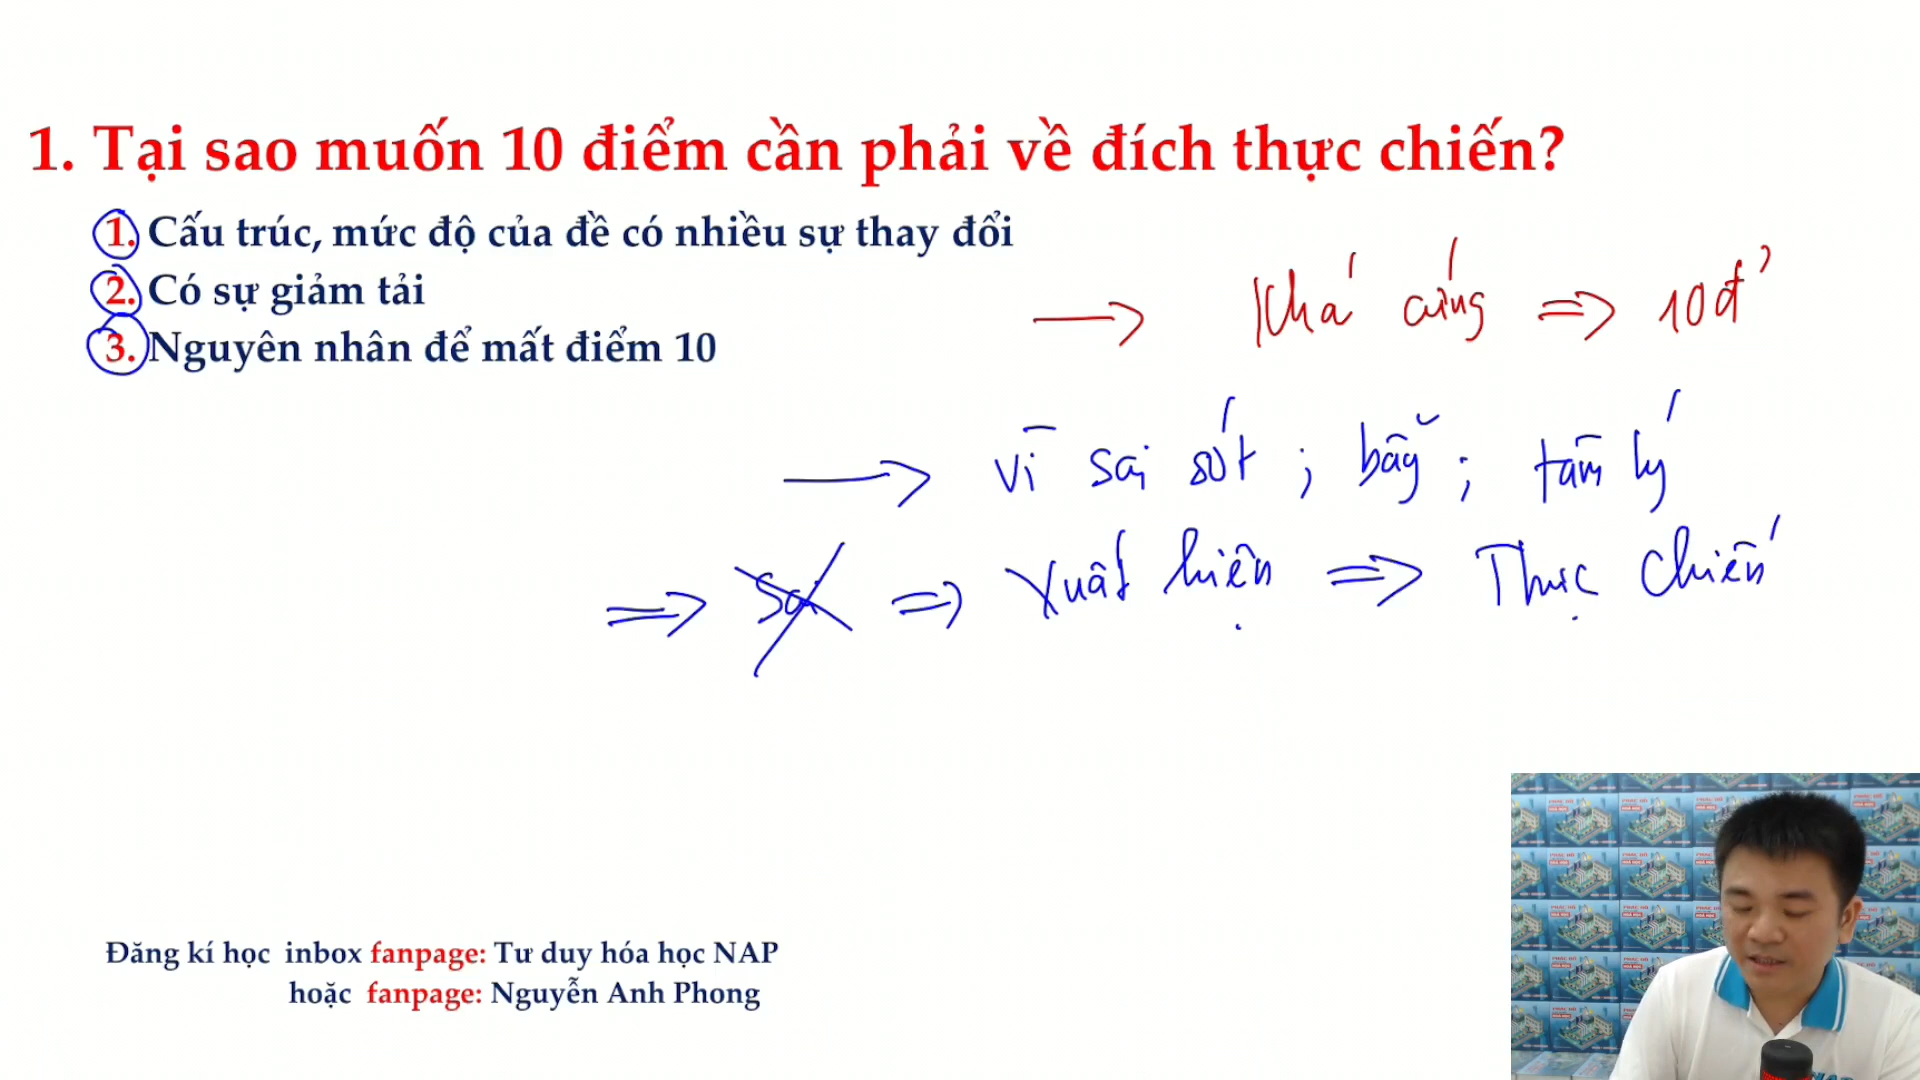 1. Tại sao muốn 10 điểm cần phải về đích thực chiến?
1. Cấu trúc, mức độ của đề có nhiều sự thay đổi
2. Có sự giảm tải
→ Khá cứng ⇒ 10đ
3. Nguyên nhân để mất điểm 10
→ vì sai sót ; bẫy ; tâm lý
⇒ Sai ⇒ Xuất hiện ⇒ Thực chiến
Đăng kí học inbox fanpage: Tư duy hóa học NAP
hoặc fanpage: Nguyễn Anh Phong